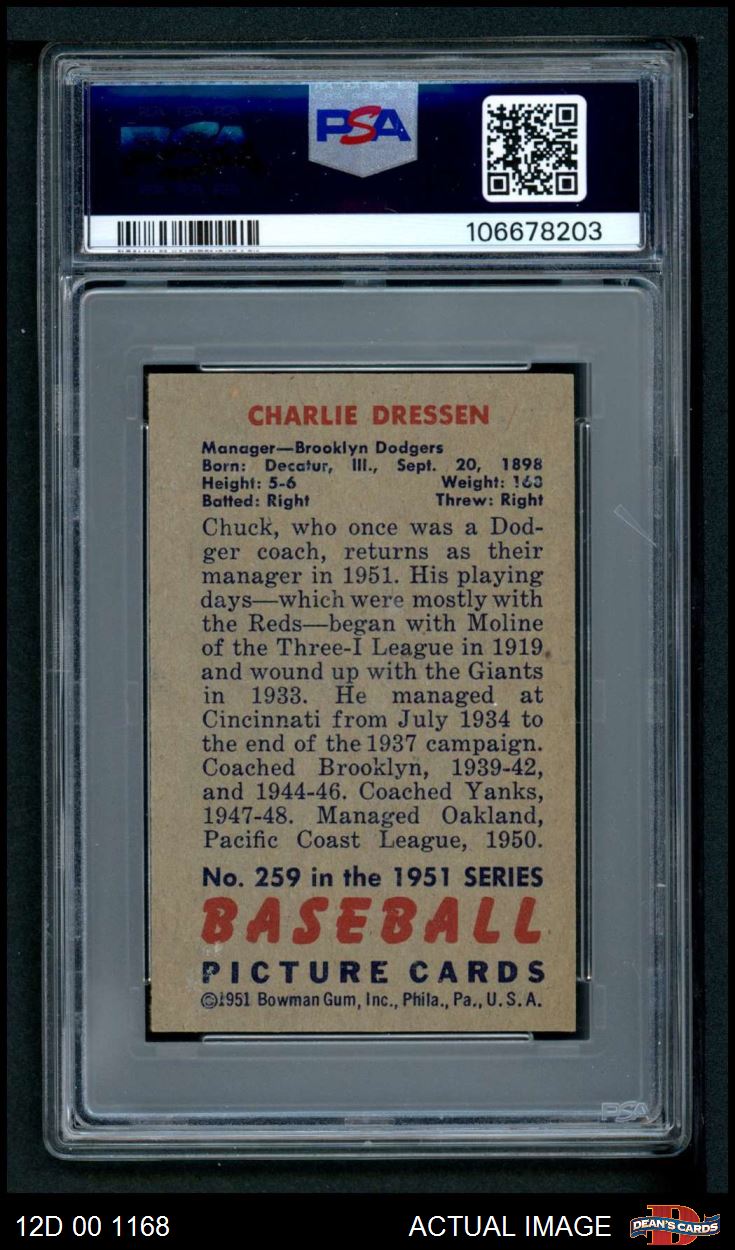 PSA
106678203
CHARLIE DRESSEN
Manager—Brooklyn Dodgers
Born: Decatur, Ill., Sept. 20, 1898
Height: 5-6 Weight: 163
Batted: Right Threw: Right
Chuck, who once was a Dod-
ger coach, returns as their
manager in 1951. His playing
days—which were mostly with
the Reds—began with Moline
of the Three-I League in 1919
and wound up with the Giants
in 1933. He managed at
Cincinnati from July 1934 to
the end of the 1937 campaign.
Coached Brooklyn, 1939-42,
and 1944-46. Coached Yanks,
1947-48. Managed Oakland,
Pacific Coast League, 1950.
No. 259 in the 1951 SERIES
BASEBALL
PICTURE CARDS
©1951 Bowman Gum, Inc., Phila., Pa., U.S.A.
PSA
12D 00 1168 ACTUAL IMAGE DEAN'S CARDS